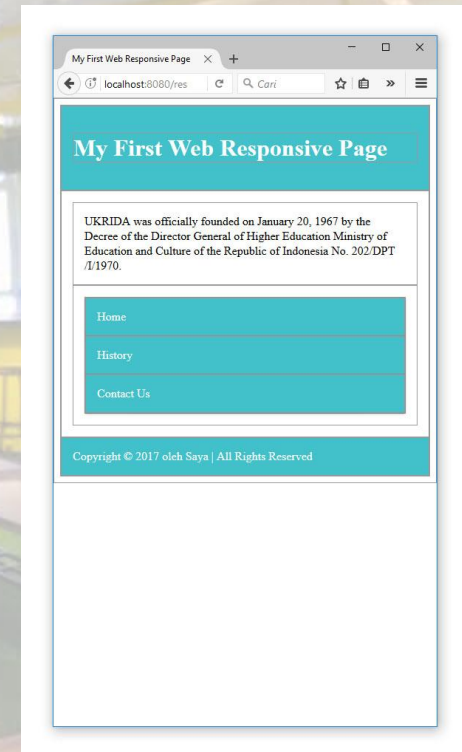 My First Web Responsive Page
localhost:8080/res
Cari
My First Web Responsive Page
UKRIDA was officially founded on January 20, 1967 by the
Decree of the Director General of Higher Education Ministry of
Education and Culture of the Republic of Indonesia No. 202/DPT
/I/1970.
Home
History
Contact Us
Copyright © 2017 oleh Saya | All Rights Reserved